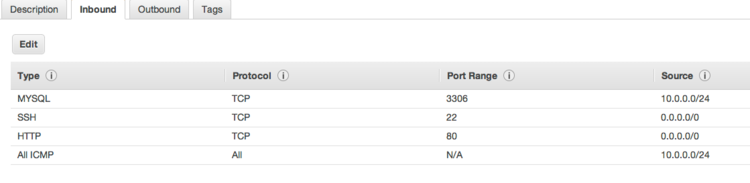 Description Inbound Outbound Tags
Edit
Type i Protocol i Port Range i Source i
MYSQL TCP 3306 10.0.0.0/24
SSH TCP 22 0.0.0.0/0
HTTP TCP 80 0.0.0.0/0
All ICMP All N/A 10.0.0.0/24